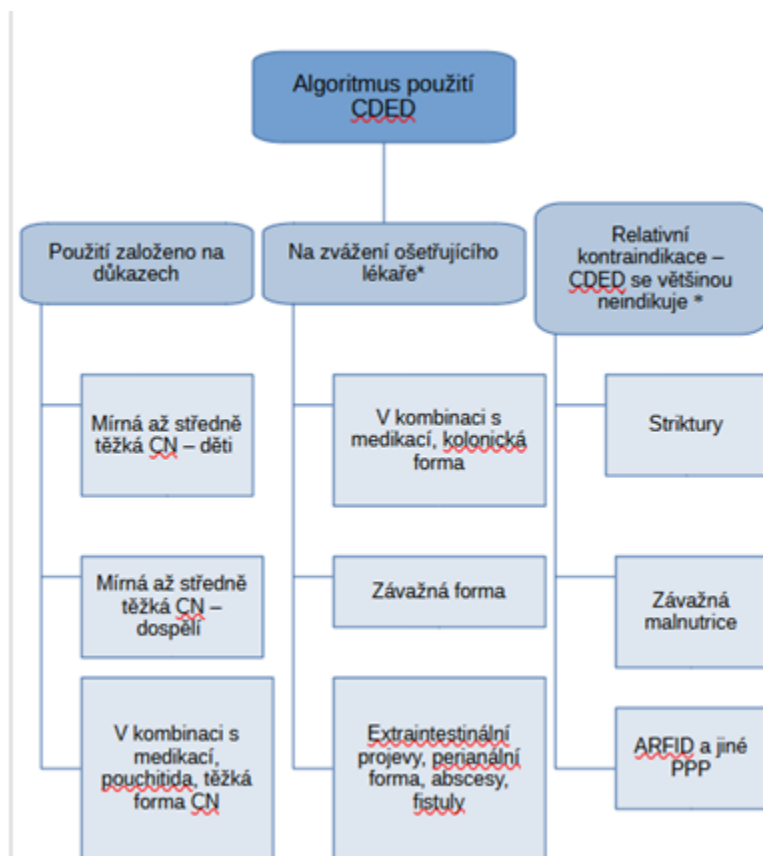 Algoritmus použití
CDED
Použití založeno na
důkazech
Na zvážení ošetřujícího
lékaře*
Relativní
kontraindikace –
CDED se většinou
neindikuje *
Mírná až středně
těžká CN – děti
V kombinaci s
medikací, kolonická
forma
Striktury
Mírná až středně
těžká CN –
dospělí
Závažná forma
Závažná
malnutrice
V kombinaci s
medikací,
pouchitida, těžká
forma CN
Extraintestinální
projevy, perianální
forma, abscesy,
fistuly
ARFID a jiné
PPP